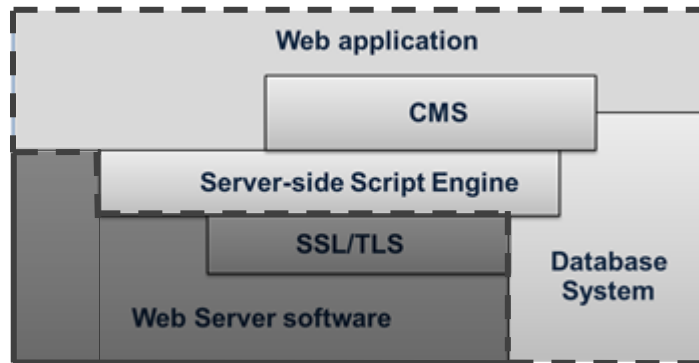 Web application
CMS
Server-side Script Engine
SSL/TLS
Database
System
Web Server software